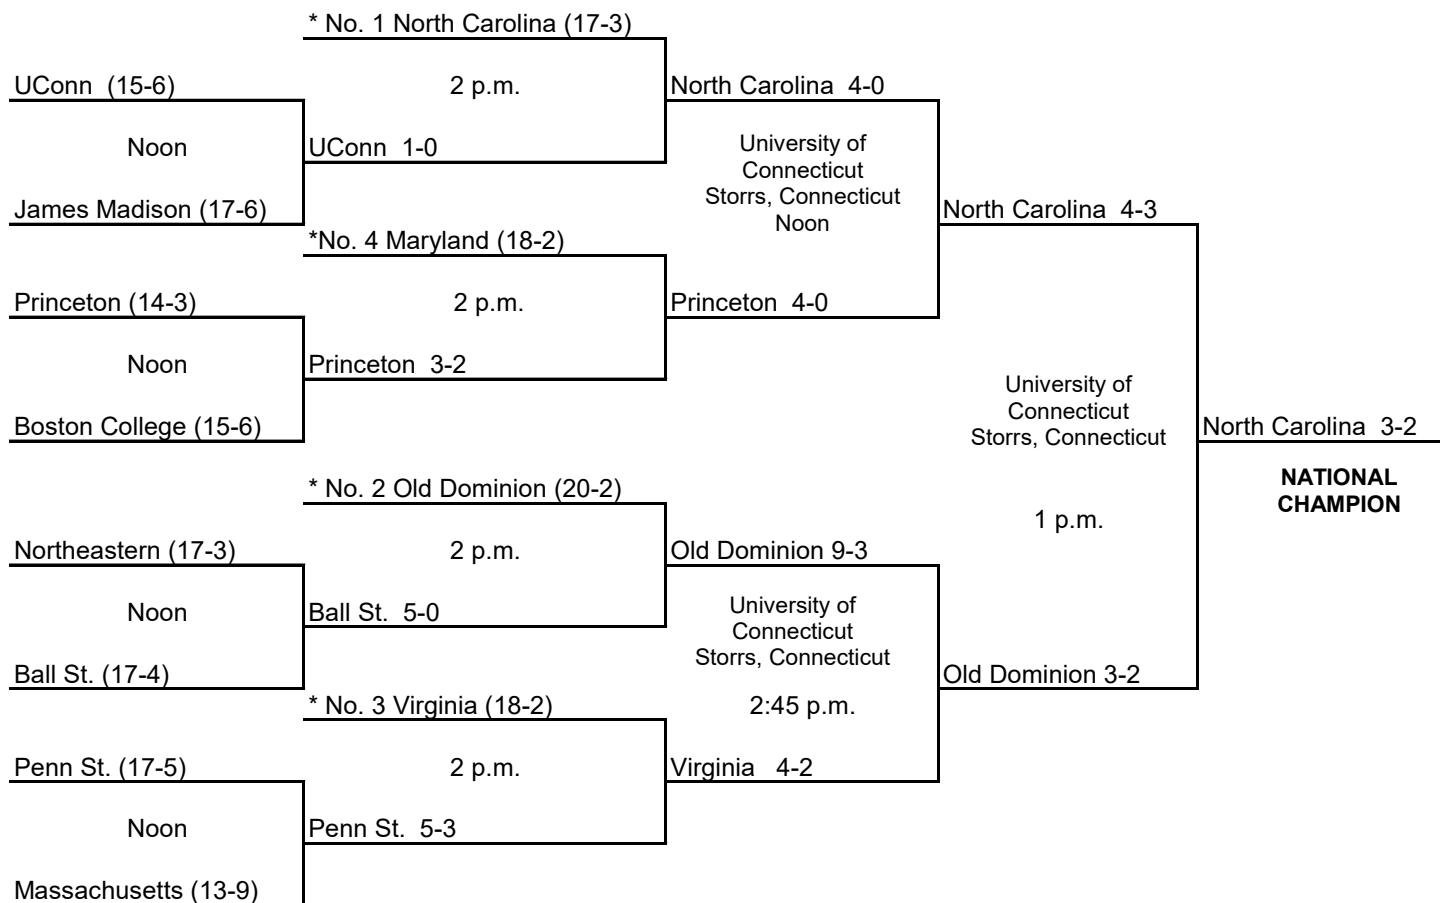 * No. 1 North Carolina (17-3)
UConn (15-6)
2 p.m.
North Carolina 4-0
Noon
UConn 1-0
University of
Connecticut
Storrs, Connecticut
Noon
James Madison (17-6)
North Carolina 4-3
*No. 4 Maryland (18-2)
Princeton (14-3)
2 p.m.
Princeton 4-0
Noon
Princeton 3-2
University of
Connecticut
Storrs, Connecticut
Boston College (15-6)
North Carolina 3-2
NATIONAL
CHAMPION
* No. 2 Old Dominion (20-2)
1 p.m.
Northeastern (17-3)
2 p.m.
Old Dominion 9-3
Noon
Ball St. 5-0
University of
Connecticut
Storrs, Connecticut
Ball St. (17-4)
Old Dominion 3-2
* No. 3 Virginia (18-2)
2:45 p.m.
Penn St. (17-5)
2 p.m.
Virginia 4-2
Noon
Penn St. 5-3
Massachusetts (13-9)